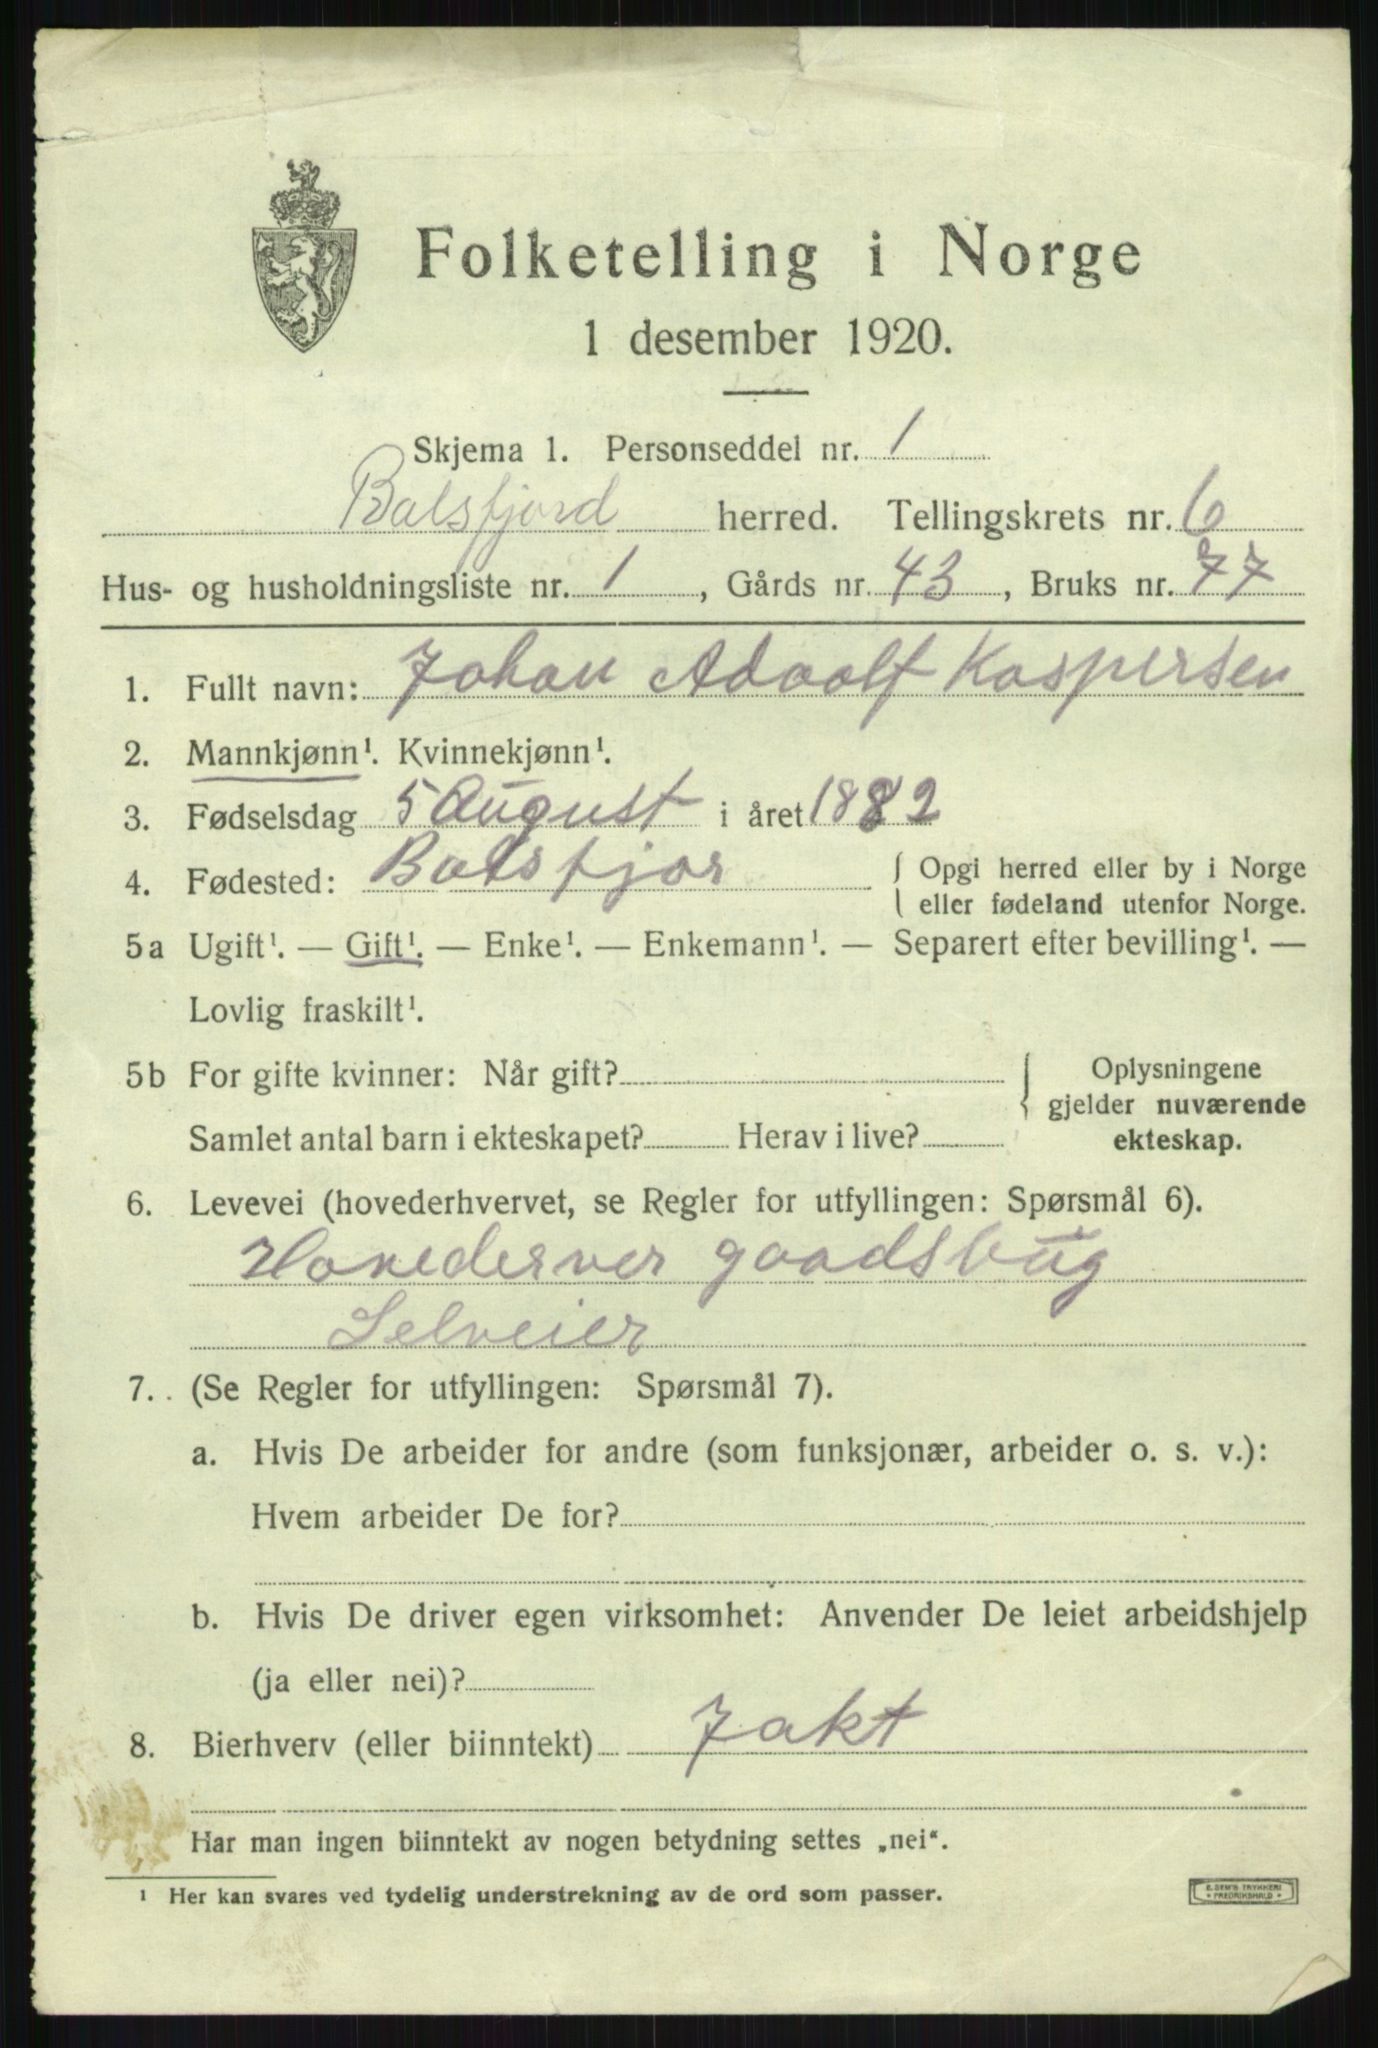 Folketelling i Norge
1 desember 1920.
Skjema 1. Personseddel nr. 1
Balsfjord herred. Tellingskrets nr. 6
Hus- og husholdningsliste nr. 1, Gårds nr. 43, Bruks nr. 77
1. Fullt navn: Johan Adoolf Kaspersen
2. Mannkjønn¹. Kvinnekjønn¹.
3. Fødselsdag 5 August i året 1882
4. Fødested: Balsfjor { Opgi herred eller by i Norge
eller fødeland utenfor Norge.
5a Ugift¹. — Gift¹. — Enke¹. — Enkemann¹. — Separert efter bevilling¹. —
Lovlig fraskilt¹.
5b For gifte kvinner: Når gift? { Oplysningene
gjelder nuværende
Samlet antal barn i ekteskapet? Herav i live? ekteskap.
6. Levevei (hovederhvervet, se Regler for utfyllingen: Spørsmål 6).
Hovederver gaadsbug
Selveier
7. (Se Regler for utfyllingen: Spørsmål 7).
a. Hvis De arbeider for andre (som funksjonær, arbeider o. s. v.):
Hvem arbeider De for?
b. Hvis De driver egen virksomhet: Anvender De leiet arbeidshjelp
(ja eller nei)?
8. Bierhverv (eller biinntekt) Jakt
Har man ingen biinntekt av nogen betydning settes „nei“.
¹ Her kan svares ved tydelig understrekning av de ord som passer.
E. SEM'S TRYKKERI
• FREDRIKSHALD •